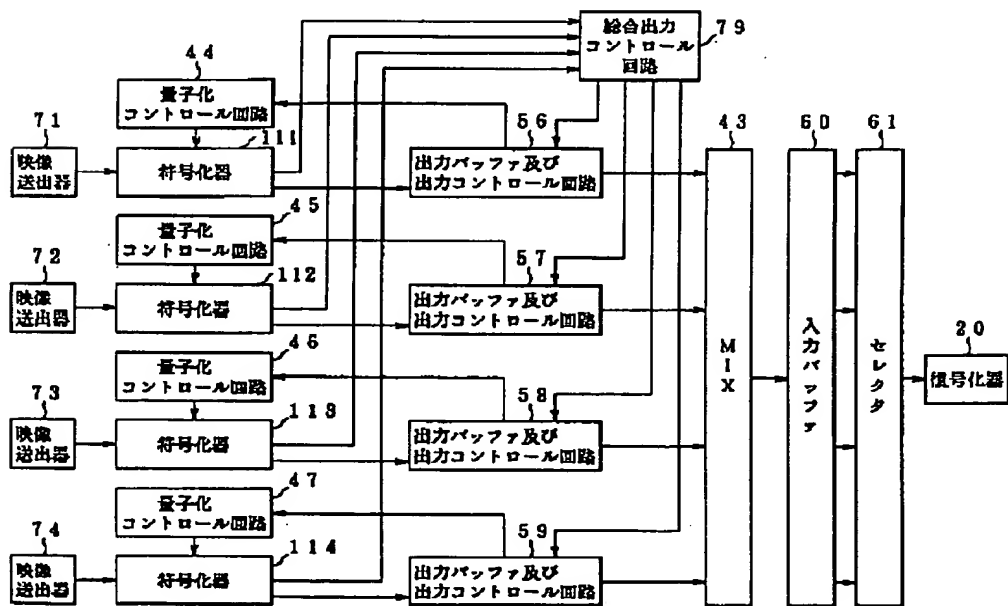 総合出力
コントロール
回路
79
44
量子化
コントロール回路
71
映像
送出器
111
符号化器
56
出力バッファ及び
出力コントロール回路
43
60
61
45
量子化
コントロール回路
72
映像
送出器
112
符号化器
57
出力バッファ及び
出力コントロール回路
MIX
入力バッファ
セレクタ
20
復号化器
46
量子化
コントロール回路
73
映像
送出器
113
符号化器
58
出力バッファ及び
出力コントロール回路
47
量子化
コントロール回路
74
映像
送出器
114
符号化器
59
出力バッファ及び
出力コントロール回路